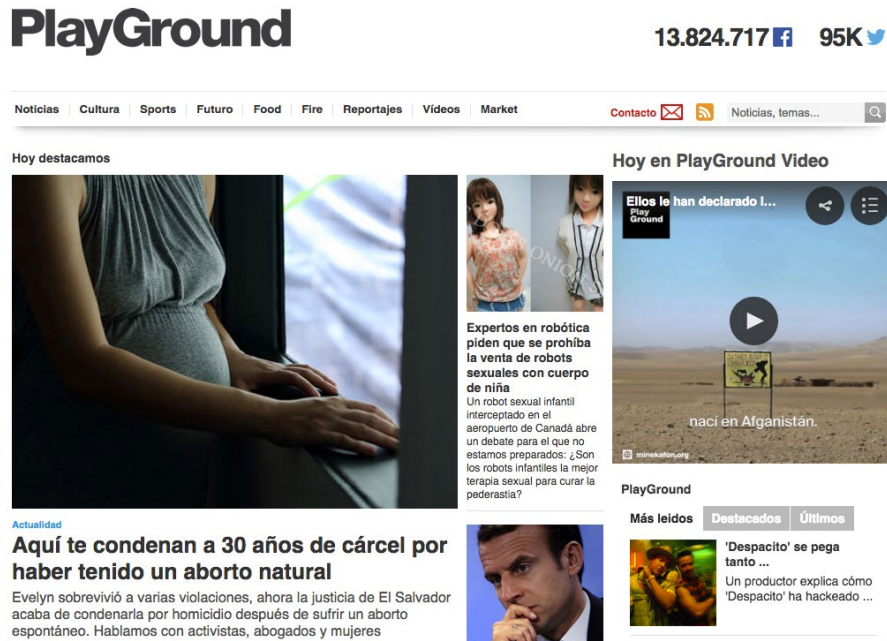 PlayGround
13.824.717
95K
Noticias
Cultura
Sports
Futuro
Food
Fire
Reportajes
Vídeos
Market
Contacto
Noticias, temas...
Hoy destacamos
Actualidad
Aquí te condenan a 30 años de cárcel por
haber tenido un aborto natural
Evelyn sobrevivió a varias violaciones, ahora la justicia de El Salvador
acaba de condenarla por homicidio después de sufrir un aborto
espontáneo. Hablamos con activistas, abogados y mujeres
Expertos en robótica
piden que se prohíba
la venta de robots
sexuales con cuerpo
de niña
Un robot sexual infantil
interceptado en el
aeropuerto de Canadá abre
un debate para el que no
estamos preparados: ¿Son
los robots infantiles la mejor
terapia sexual para curar la
pederastia?
Hoy en PlayGround Video
Ellos le han declarado l...
Play
Ground
nací en Afganistán.
minekafon.org
PlayGround
Más leidos
Destacados
Últimos
'Despacito' se pega
tanto ...
Un productor explica cómo
'Despacito' ha hackeado ...